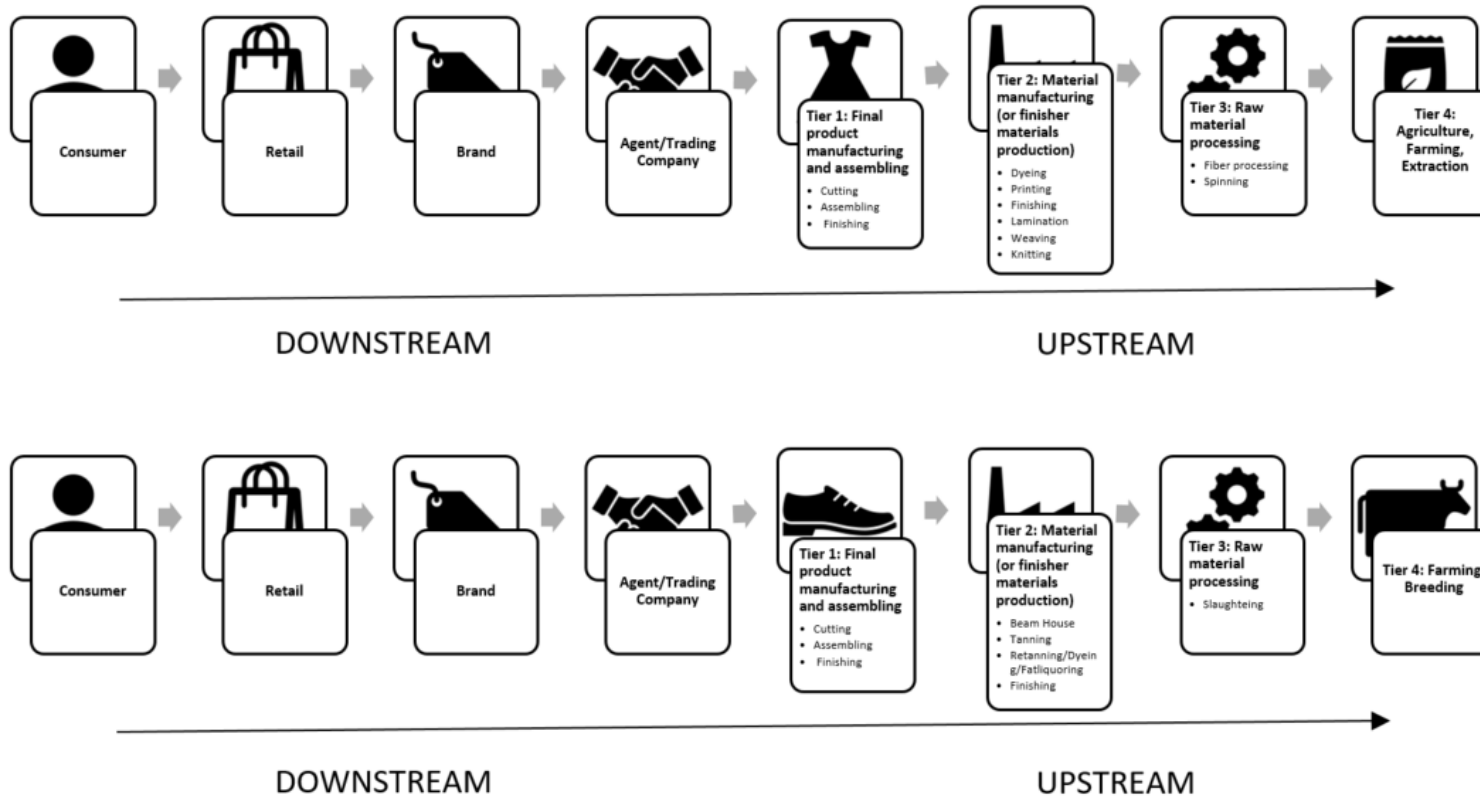 Consumer
Retail
Brand
Agent/Trading
Company
Tier 1: Final
product
manufacturing
and assembling
• Cutting
• Assembling
• Finishing
Tier 2: Material
manufacturing
(or finisher
materials
production)
• Dyeing
• Printing
• Finishing
• Lamination
• Weaving
• Knitting
Tier 3: Raw
material
processing
• Fiber processing
• Spinning
Tier 4:
Agriculture,
Farming,
Extraction
DOWNSTREAM
UPSTREAM
Consumer
Retail
Brand
Agent/Trading
Company
Tier 1: Final
product
manufacturing
and assembling
• Cutting
• Assembling
• Finishing
Tier 2: Material
manufacturing
(or finisher
materials
production)
• Beam House
• Tanning
• Retanning/Dyein
g/Fatliquoring
• Finishing
Tier 3: Raw
material
processing
• Slaughteing
Tier 4: Farming
Breeding
DOWNSTREAM
UPSTREAM